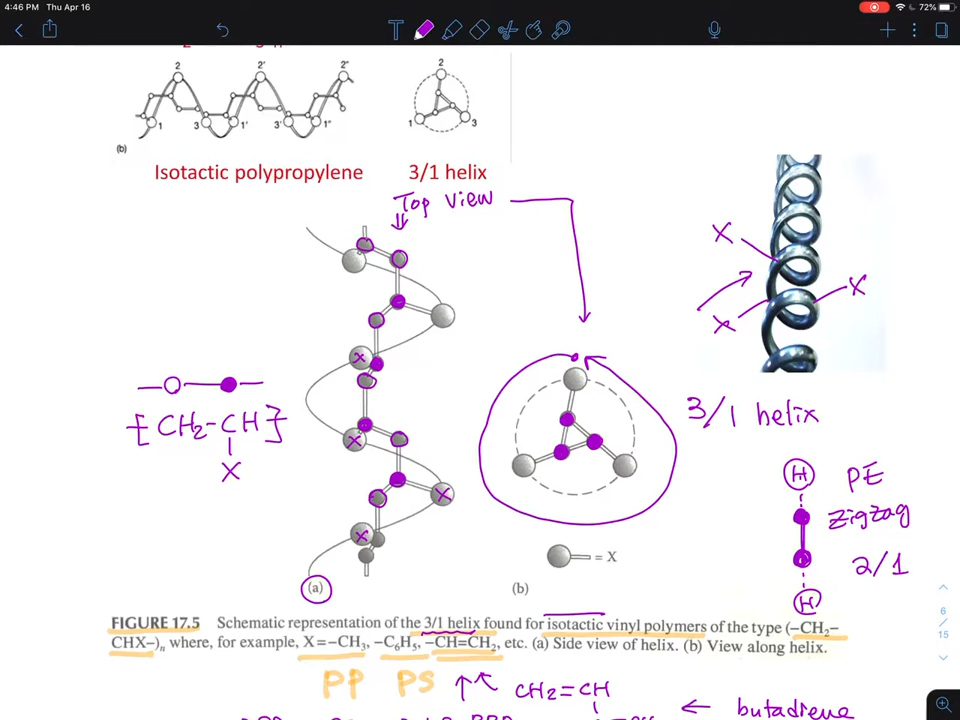 4:46 PM Thu Apr 16
72%
T
2 2' 2"
1 3 1' 3' 1"
2
1 3
(b)
Isotactic polypropylene 3/1 helix
Top view
X
X
X
X
X
X
X
3/1 helix
[CH2-CH]
X
H PE
zigzag
2/1
H
= X
(a) (b)
FIGURE 17.5 Schematic representation of the 3/1 helix found for isotactic vinyl polymers of the type (–CH2–
CHX–)n where, for example, X=–CH3, –C6H5, –CH=CH2, etc. (a) Side view of helix. (b) View along helix.
PP PS
CH2=CH
← butadiene
6
/
15